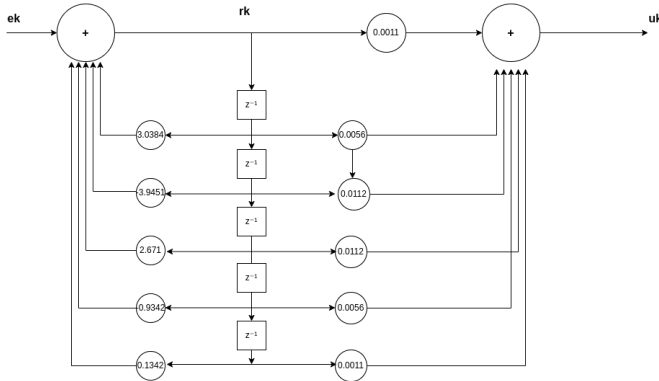 ek
rk
uk
+
0.0011
+
z⁻¹
3.0384
0.0056
z⁻¹
-3.9451
0.0112
z⁻¹
2.671
0.0112
z⁻¹
-0.9342
0.0056
z⁻¹
0.1342
0.0011